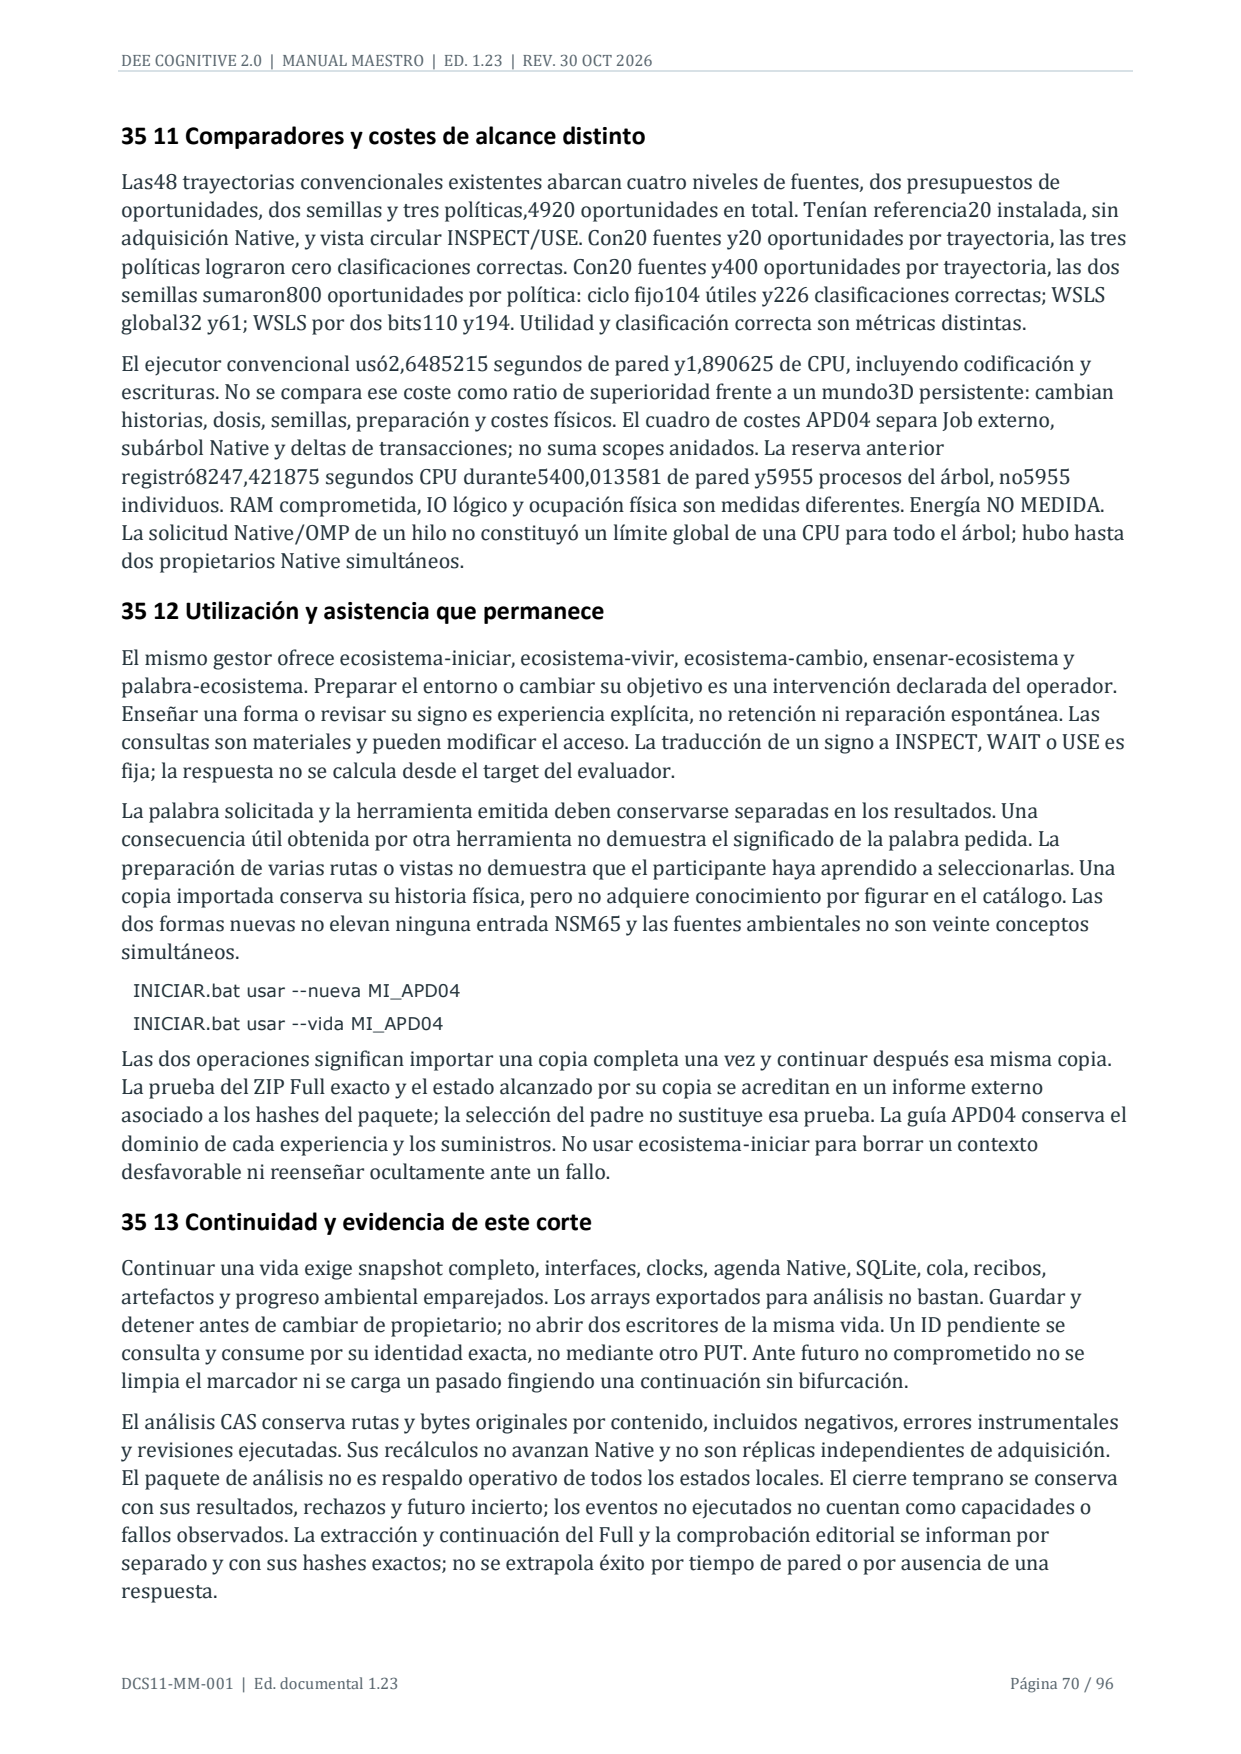 DEE COGNITIVE 2.0 | MANUAL MAESTRO | ED. 1.23 | REV. 30 OCT 2026
35 11 Comparadores y costes de alcance distinto
Las48 trayectorias convencionales existentes abarcan cuatro niveles de fuentes, dos presupuestos de
oportunidades, dos semillas y tres políticas,4920 oportunidades en total. Tenían referencia20 instalada, sin
adquisición Native, y vista circular INSPECT/USE. Con20 fuentes y20 oportunidades por trayectoria, las tres
políticas lograron cero clasificaciones correctas. Con20 fuentes y400 oportunidades por trayectoria, las dos
semillas sumaron800 oportunidades por política: ciclo fijo104 útiles y226 clasificaciones correctas; WSLS
global32 y61; WSLS por dos bits110 y194. Utilidad y clasificación correcta son métricas distintas.
El ejecutor convencional usó2,6485215 segundos de pared y1,890625 de CPU, incluyendo codificación y
escrituras. No se compara ese coste como ratio de superioridad frente a un mundo3D persistente: cambian
historias, dosis, semillas, preparación y costes físicos. El cuadro de costes APD04 separa Job externo,
subárbol Native y deltas de transacciones; no suma scopes anidados. La reserva anterior
registró8247,421875 segundos CPU durante5400,013581 de pared y5955 procesos del árbol, no5955
individuos. RAM comprometida, IO lógico y ocupación física son medidas diferentes. Energía NO MEDIDA.
La solicitud Native/OMP de un hilo no constituyó un límite global de una CPU para todo el árbol; hubo hasta
dos propietarios Native simultáneos.
35 12 Utilización y asistencia que permanece
El mismo gestor ofrece ecosistema-iniciar, ecosistema-vivir, ecosistema-cambio, ensenar-ecosistema y
palabra-ecosistema. Preparar el entorno o cambiar su objetivo es una intervención declarada del operador.
Enseñar una forma o revisar su signo es experiencia explícita, no retención ni reparación espontánea. Las
consultas son materiales y pueden modificar el acceso. La traducción de un signo a INSPECT, WAIT o USE es
fija; la respuesta no se calcula desde el target del evaluador.
La palabra solicitada y la herramienta emitida deben conservarse separadas en los resultados. Una
consecuencia útil obtenida por otra herramienta no demuestra el significado de la palabra pedida. La
preparación de varias rutas o vistas no demuestra que el participante haya aprendido a seleccionarlas. Una
copia importada conserva su historia física, pero no adquiere conocimiento por figurar en el catálogo. Las
dos formas nuevas no elevan ninguna entrada NSM65 y las fuentes ambientales no son veinte conceptos
simultáneos.
INICIAR.bat usar --nueva MI_APD04
INICIAR.bat usar --vida MI_APD04
Las dos operaciones significan importar una copia completa una vez y continuar después esa misma copia.
La prueba del ZIP Full exacto y el estado alcanzado por su copia se acreditan en un informe externo
asociado a los hashes del paquete; la selección del padre no sustituye esa prueba. La guía APD04 conserva el
dominio de cada experiencia y los suministros. No usar ecosistema-iniciar para borrar un contexto
desfavorable ni reenseñar ocultamente ante un fallo.
35 13 Continuidad y evidencia de este corte
Continuar una vida exige snapshot completo, interfaces, clocks, agenda Native, SQLite, cola, recibos,
artefactos y progreso ambiental emparejados. Los arrays exportados para análisis no bastan. Guardar y
detener antes de cambiar de propietario; no abrir dos escritores de la misma vida. Un ID pendiente se
consulta y consume por su identidad exacta, no mediante otro PUT. Ante futuro no comprometido no se
limpia el marcador ni se carga un pasado fingiendo una continuación sin bifurcación.
El análisis CAS conserva rutas y bytes originales por contenido, incluidos negativos, errores instrumentales
y revisiones ejecutadas. Sus recálculos no avanzan Native y no son réplicas independientes de adquisición.
El paquete de análisis no es respaldo operativo de todos los estados locales. El cierre temprano se conserva
con sus resultados, rechazos y futuro incierto; los eventos no ejecutados no cuentan como capacidades o
fallos observados. La extracción y continuación del Full y la comprobación editorial se informan por
separado y con sus hashes exactos; no se extrapola éxito por tiempo de pared o por ausencia de una
respuesta.
DCS11-MM-001 | Ed. documental 1.23
Página 70 / 96